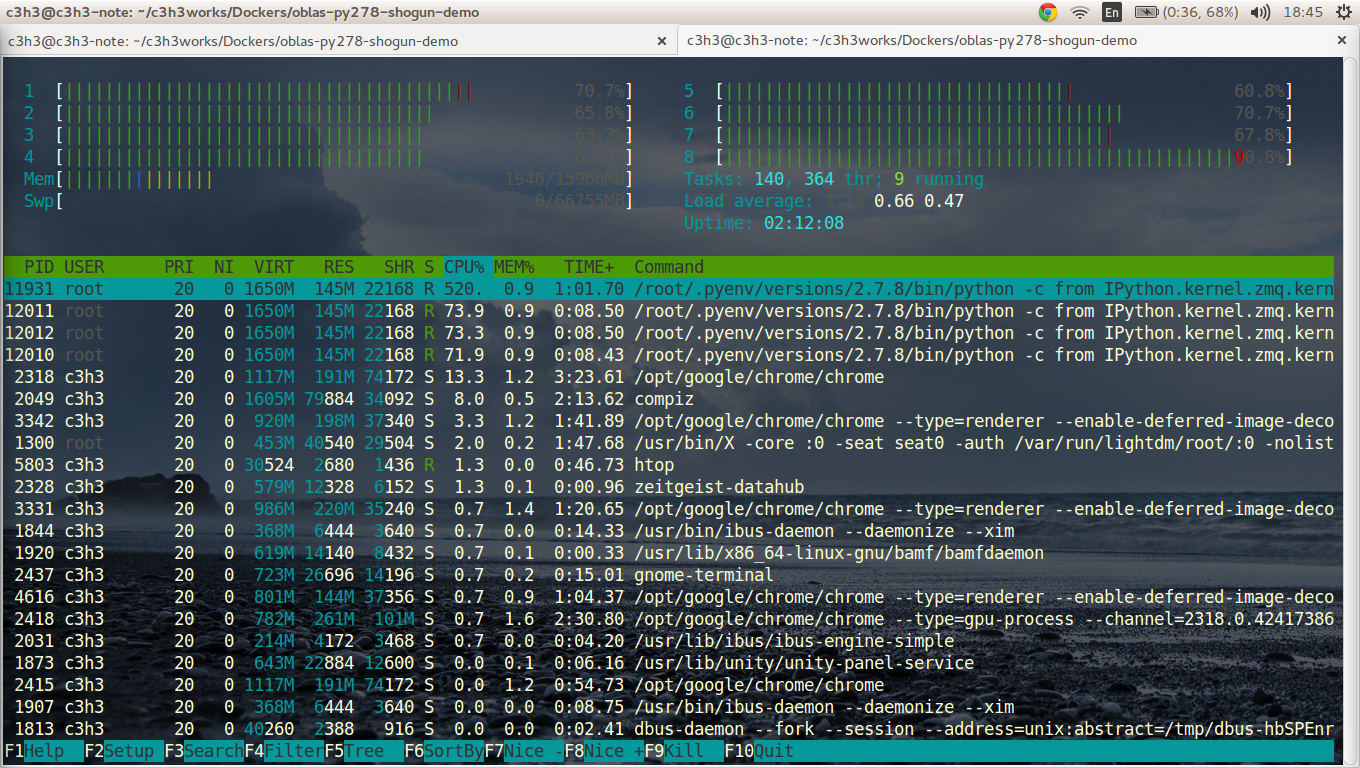 c3h3@c3h3-note: ~/c3h3works/Dockers/oblas-py278-shogun-demo En (0:36, 68%) 18:45
c3h3@c3h3-note: ~/c3h3works/Dockers/oblas-py278-shogun-demo × c3h3@c3h3-note: ~/c3h3works/Dockers/oblas-py278-shogun-demo ×
1 [ 70.7%] 5 [ 60.8%]
2 [ 65.8%] 6 [ 70.7%]
3 [ 63.3%] 7 [ 67.8%]
4 [ ] 8 [ 90.8%]
Mem[ 1946/15966MB] Tasks: 140, 364 thr; 9 running
Swp[ 0/66755MB] Load average: 1.14 0.66 0.47
Uptime: 02:12:08
PID USER PRI NI VIRT RES SHR S CPU% MEM% TIME+ Command
11931 root 20 0 1650M 145M 22168 R 520. 0.9 1:01.70 /root/.pyenv/versions/2.7.8/bin/python -c from IPython.kernel.zmq.kern
12011 root 20 0 1650M 145M 22168 R 73.9 0.9 0:08.50 /root/.pyenv/versions/2.7.8/bin/python -c from IPython.kernel.zmq.kern
12012 root 20 0 1650M 145M 22168 R 73.3 0.9 0:08.50 /root/.pyenv/versions/2.7.8/bin/python -c from IPython.kernel.zmq.kern
12010 root 20 0 1650M 145M 22168 R 71.9 0.9 0:08.43 /root/.pyenv/versions/2.7.8/bin/python -c from IPython.kernel.zmq.kern
2318 c3h3 20 0 1117M 191M 74172 S 13.3 1.2 3:23.61 /opt/google/chrome/chrome
2049 c3h3 20 0 1605M 79884 34092 S 8.0 0.5 2:13.62 compiz
3342 c3h3 20 0 920M 198M 37340 S 3.3 1.2 1:41.89 /opt/google/chrome/chrome --type=renderer --enable-deferred-image-deco
1300 root 20 0 453M 40540 29504 S 2.0 0.2 1:47.68 /usr/bin/X -core :0 -seat seat0 -auth /var/run/lightdm/root/:0 -nolist
5803 c3h3 20 0 30524 2680 1436 R 1.3 0.0 0:46.73 htop
2328 c3h3 20 0 579M 12328 6152 S 1.3 0.1 0:00.96 zeitgeist-datahub
3331 c3h3 20 0 986M 220M 35240 S 0.7 1.4 1:20.65 /opt/google/chrome/chrome --type=renderer --enable-deferred-image-deco
1844 c3h3 20 0 368M 6444 3640 S 0.7 0.0 0:14.33 /usr/bin/ibus-daemon --daemonize --xim
1920 c3h3 20 0 619M 14140 8432 S 0.7 0.1 0:00.33 /usr/lib/x86_64-linux-gnu/bamf/bamfdaemon
2437 c3h3 20 0 723M 26696 14196 S 0.7 0.2 0:15.01 gnome-terminal
4616 c3h3 20 0 801M 144M 37356 S 0.7 0.9 1:04.37 /opt/google/chrome/chrome --type=renderer --enable-deferred-image-deco
2418 c3h3 20 0 782M 261M 101M S 0.7 1.6 2:30.80 /opt/google/chrome/chrome --type=gpu-process --channel=2318.0.42417386
2031 c3h3 20 0 214M 4172 3468 S 0.7 0.0 0:04.20 /usr/lib/ibus/ibus-engine-simple
1873 c3h3 20 0 643M 22884 12600 S 0.0 0.1 0:06.16 /usr/lib/unity/unity-panel-service
2415 c3h3 20 0 1117M 191M 74172 S 0.0 1.2 0:54.73 /opt/google/chrome/chrome
1907 c3h3 20 0 368M 6444 3640 S 0.0 0.0 0:08.75 /usr/bin/ibus-daemon --daemonize --xim
1813 c3h3 20 0 40260 2388 916 S 0.0 0.0 0:02.41 dbus-daemon --fork --session --address=unix:abstract=/tmp/dbus-hbSPEnr
F1Help F2Setup F3SearchF4FilterF5Tree F6SortByF7Nice -F8Nice +F9Kill F10Quit